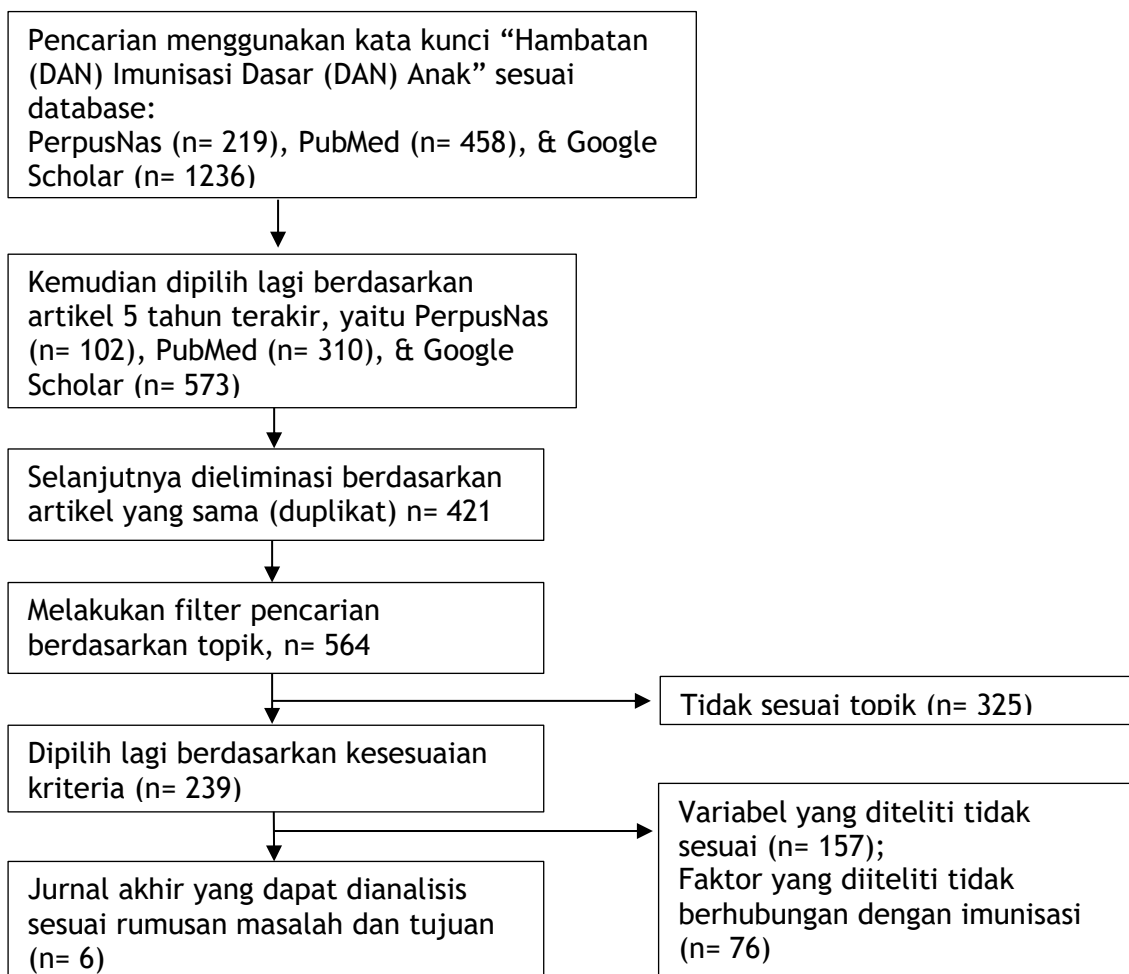 Pencarian menggunakan kata kunci “Hambatan
(DAN) Imunisasi Dasar (DAN) Anak” sesuai
database:
PerpusNas (n= 219), PubMed (n= 458), & Google
Scholar (n= 1236)
Kemudian dipilih lagi berdasarkan
artikel 5 tahun terakir, yaitu PerpusNas
(n= 102), PubMed (n= 310), & Google
Scholar (n= 573)
Selanjutnya dieliminasi berdasarkan
artikel yang sama (duplikat) n= 421
Melakukan filter pencarian
berdasarkan topik, n= 564
Tidak sesuai topik (n= 325)
Dipilih lagi berdasarkan kesesuaian
kriteria (n= 239)
Variabel yang diteliti tidak
sesuai (n= 157);
Faktor yang diiteliti tidak
berhubungan dengan imunisasi
(n= 76)
Jurnal akhir yang dapat dianalisis
sesuai rumusan masalah dan tujuan
(n= 6)